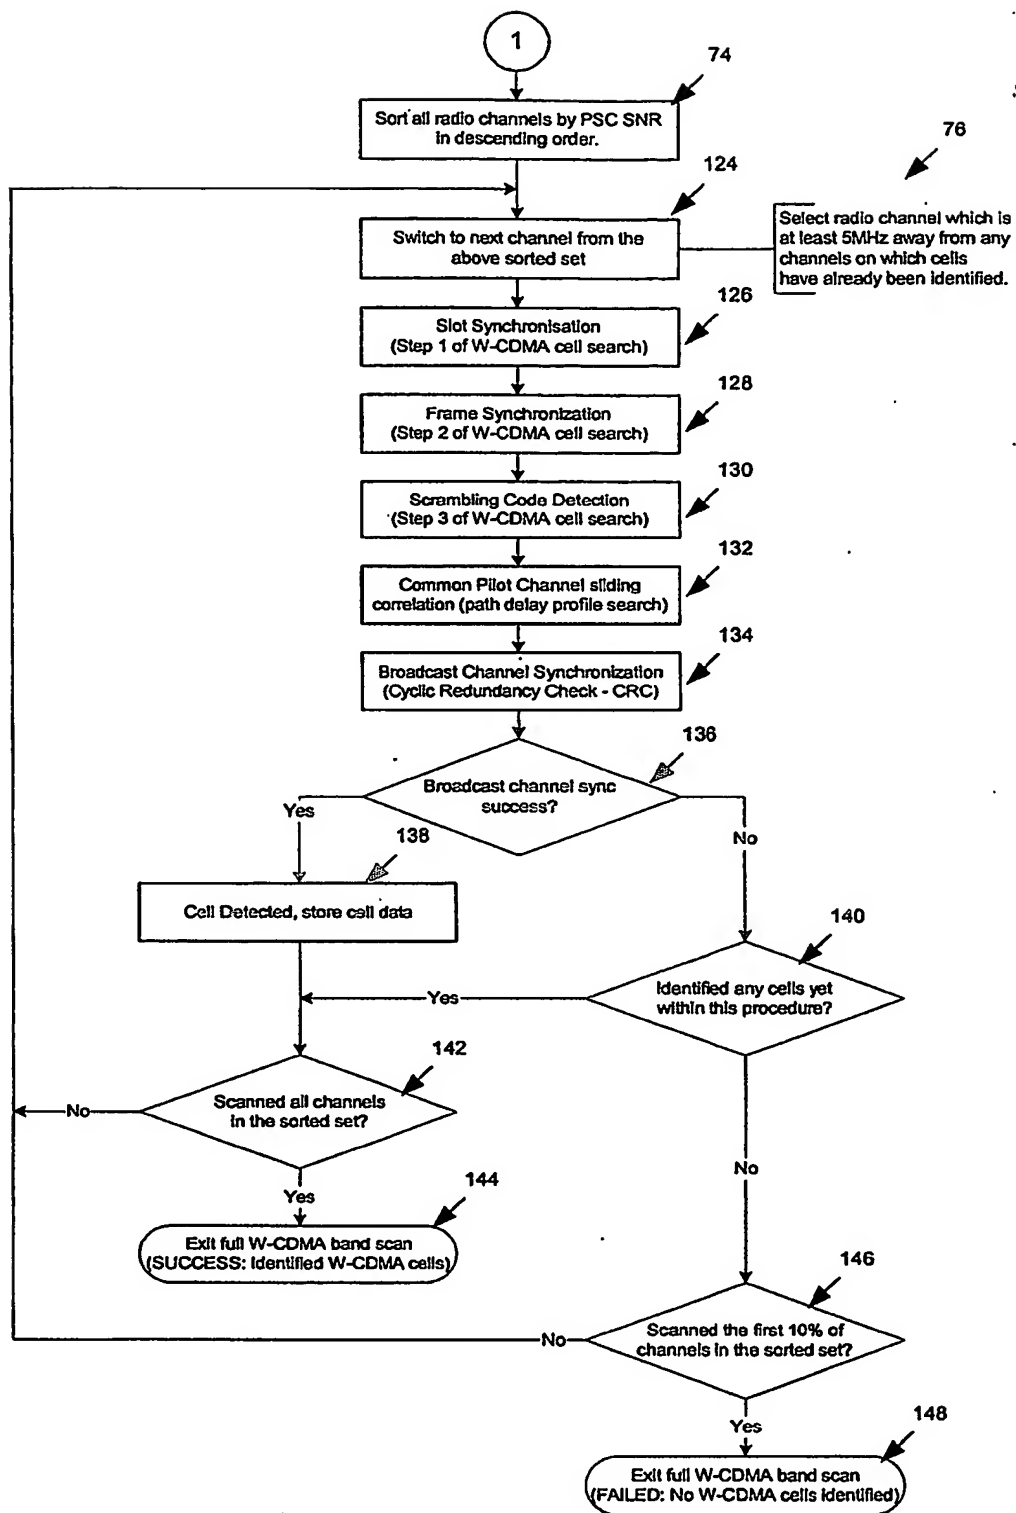 1
74
Sort all radio channels by PSC SNR
in descending order.
76
124
Switch to next channel from the
above sorted set
Select radio channel which is
at least 5MHz away from any
channels on which cells
have already been identified.
126
Slot Synchronisation
(Step 1 of W-CDMA cell search)
128
Frame Synchronization
(Step 2 of W-CDMA cell search)
130
Scrambling Code Detection
(Step 3 of W-CDMA cell search)
132
Common Pilot Channel sliding
correlation (path delay profile search)
134
Broadcast Channel Synchronization
(Cyclic Redundancy Check - CRC)
136
Broadcast channel sync
success?
Yes
No
138
Cell Detected, store cell data
140
Identified any cells yet
within this procedure?
Yes
142
Scanned all channels
in the sorted set?
No
No
Yes
144
Exit full W-CDMA band scan
(SUCCESS: Identified W-CDMA cells)
146
Scanned the first 10% of
channels in the sorted set?
No
Yes
148
Exit full W-CDMA band scan
(FAILED: No W-CDMA cells identified)